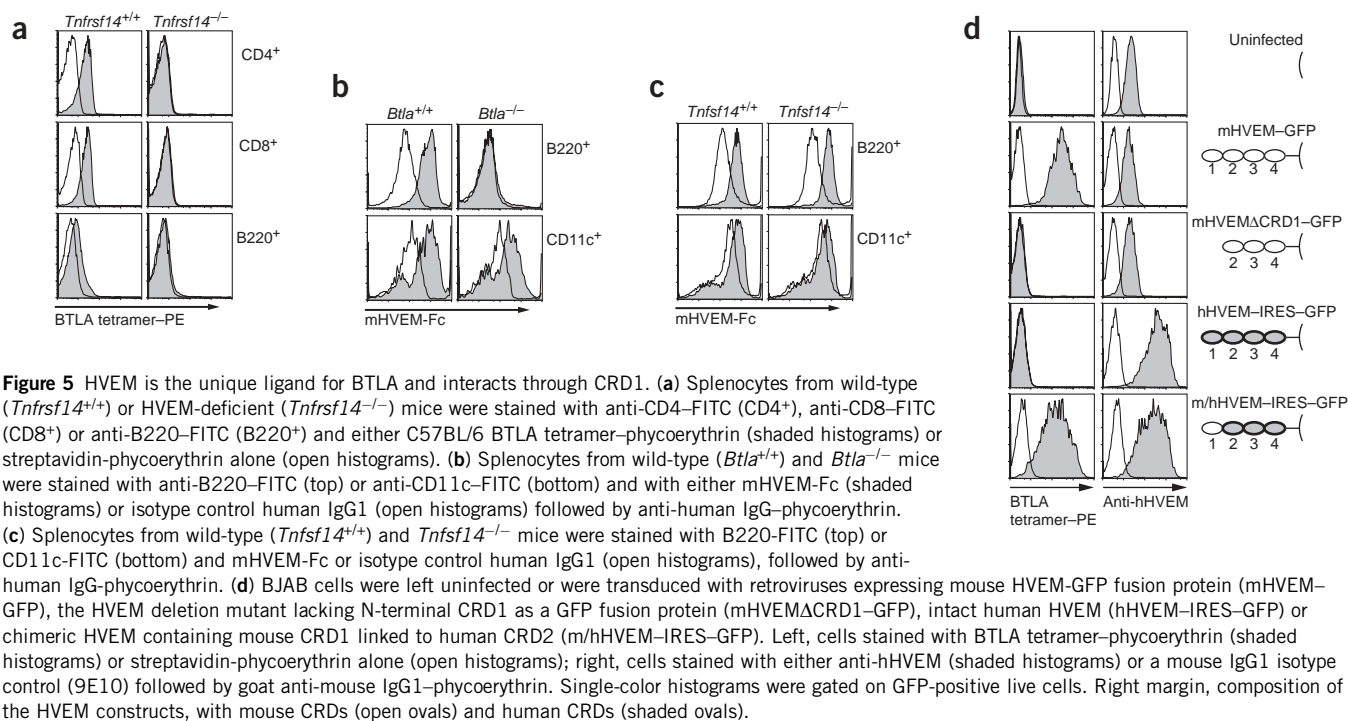 a
Tnfrsf14+/+ Tnfrsf14−/−
CD4+
CD8+
B220+
BTLA tetramer–PE
b
Btla+/+ Btla−/−
B220+
CD11c+
mHVEM-Fc
c
Tnfsf14+/+ Tnfsf14−/−
B220+
CD11c+
mHVEM-Fc
d
Uninfected
mHVEM–GFP
1 2 3 4
mHVEMΔCRD1–GFP
2 3 4
hHVEM–IRES–GFP
1 2 3 4
m/hHVEM–IRES–GFP
1 2 3 4
BTLA Anti-hHVEM
tetramer–PE
Figure 5 HVEM is the unique ligand for BTLA and interacts through CRD1. (a) Splenocytes from wild-type
(Tnfrsf14+/+) or HVEM-deficient (Tnfrsf14−/−) mice were stained with anti-CD4–FITC (CD4+), anti-CD8–FITC
(CD8+) or anti-B220–FITC (B220+) and either C57BL/6 BTLA tetramer–phycoerythrin (shaded histograms) or
streptavidin-phycoerythrin alone (open histograms). (b) Splenocytes from wild-type (Btla+/+) and Btla−/− mice
were stained with anti-B220–FITC (top) or anti-CD11c–FITC (bottom) and with either mHVEM-Fc (shaded
histograms) or isotype control human IgG1 (open histograms) followed by anti-human IgG–phycoerythrin.
(c) Splenocytes from wild-type (Tnfsf14+/+) and Tnfsf14−/− mice were stained with B220-FITC (top) or
CD11c-FITC (bottom) and mHVEM-Fc or isotype control human IgG1 (open histograms), followed by anti-
human IgG-phycoerythrin. (d) BJAB cells were left uninfected or were transduced with retroviruses expressing mouse HVEM-GFP fusion protein (mHVEM–
GFP), the HVEM deletion mutant lacking N-terminal CRD1 as a GFP fusion protein (mHVEMΔCRD1–GFP), intact human HVEM (hHVEM–IRES–GFP) or
chimeric HVEM containing mouse CRD1 linked to human CRD2 (m/hHVEM–IRES–GFP). Left, cells stained with BTLA tetramer–phycoerythrin (shaded
histograms) or streptavidin-phycoerythrin alone (open histograms); right, cells stained with either anti-hHVEM (shaded histograms) or a mouse IgG1 isotype
control (9E10) followed by goat anti-mouse IgG1–phycoerythrin. Single-color histograms were gated on GFP-positive live cells. Right margin, composition of
the HVEM constructs, with mouse CRDs (open ovals) and human CRDs (shaded ovals).